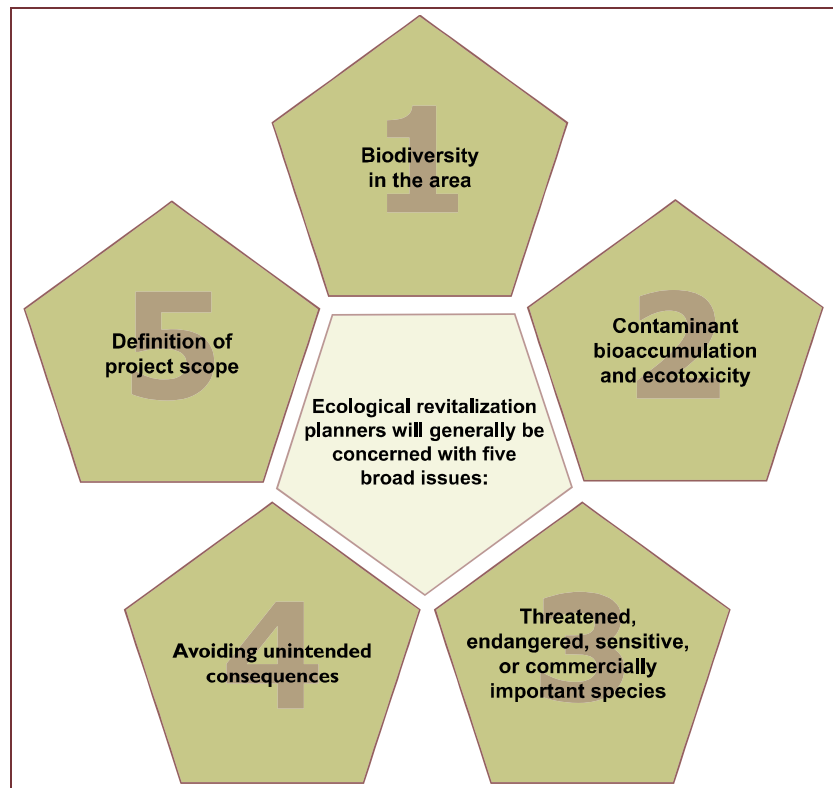 Ecological revitalization
planners will generally be
concerned with five
broad issues:
1
Biodiversity
in the area
2
Contaminant
bioaccumulation
and ecotoxicity
3
Threatened,
endangered, sensitive,
or commercially
important species
4
Avoiding unintended
consequences
5
Definition of
project scope